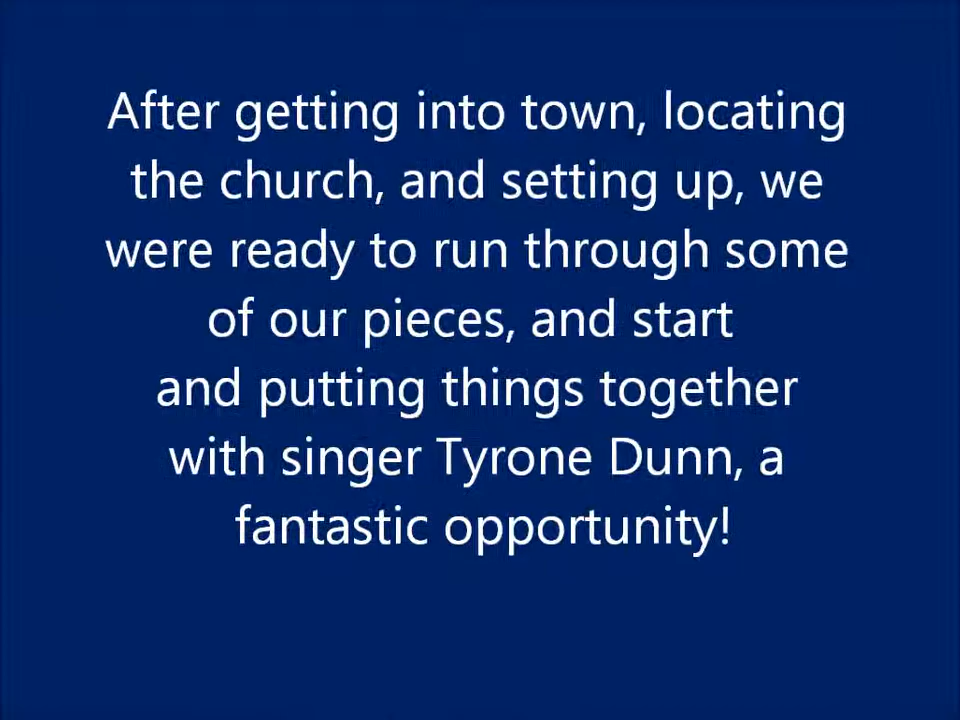 After getting into town, locating
the church, and setting up, we
were ready to run through some
of our pieces, and start
and putting things together
with singer Tyrone Dunn, a
fantastic opportunity!